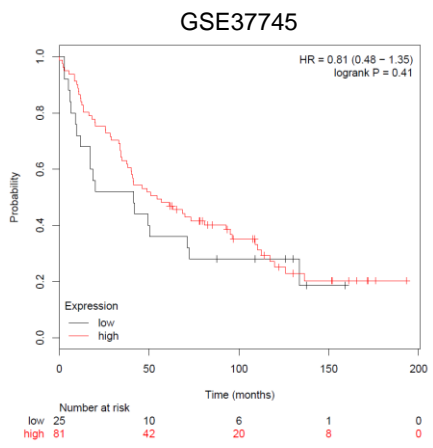 GSE37745
HR = 0.81 (0.48 − 1.35)
logrank P = 0.41
Probability
1.0
0.8
0.6
0.4
0.2
0.0
Expression
low
high
0 50 100 150 200
Time (months)
Number at risk
low 25 10 6 1 0
high 81 42 20 8 0